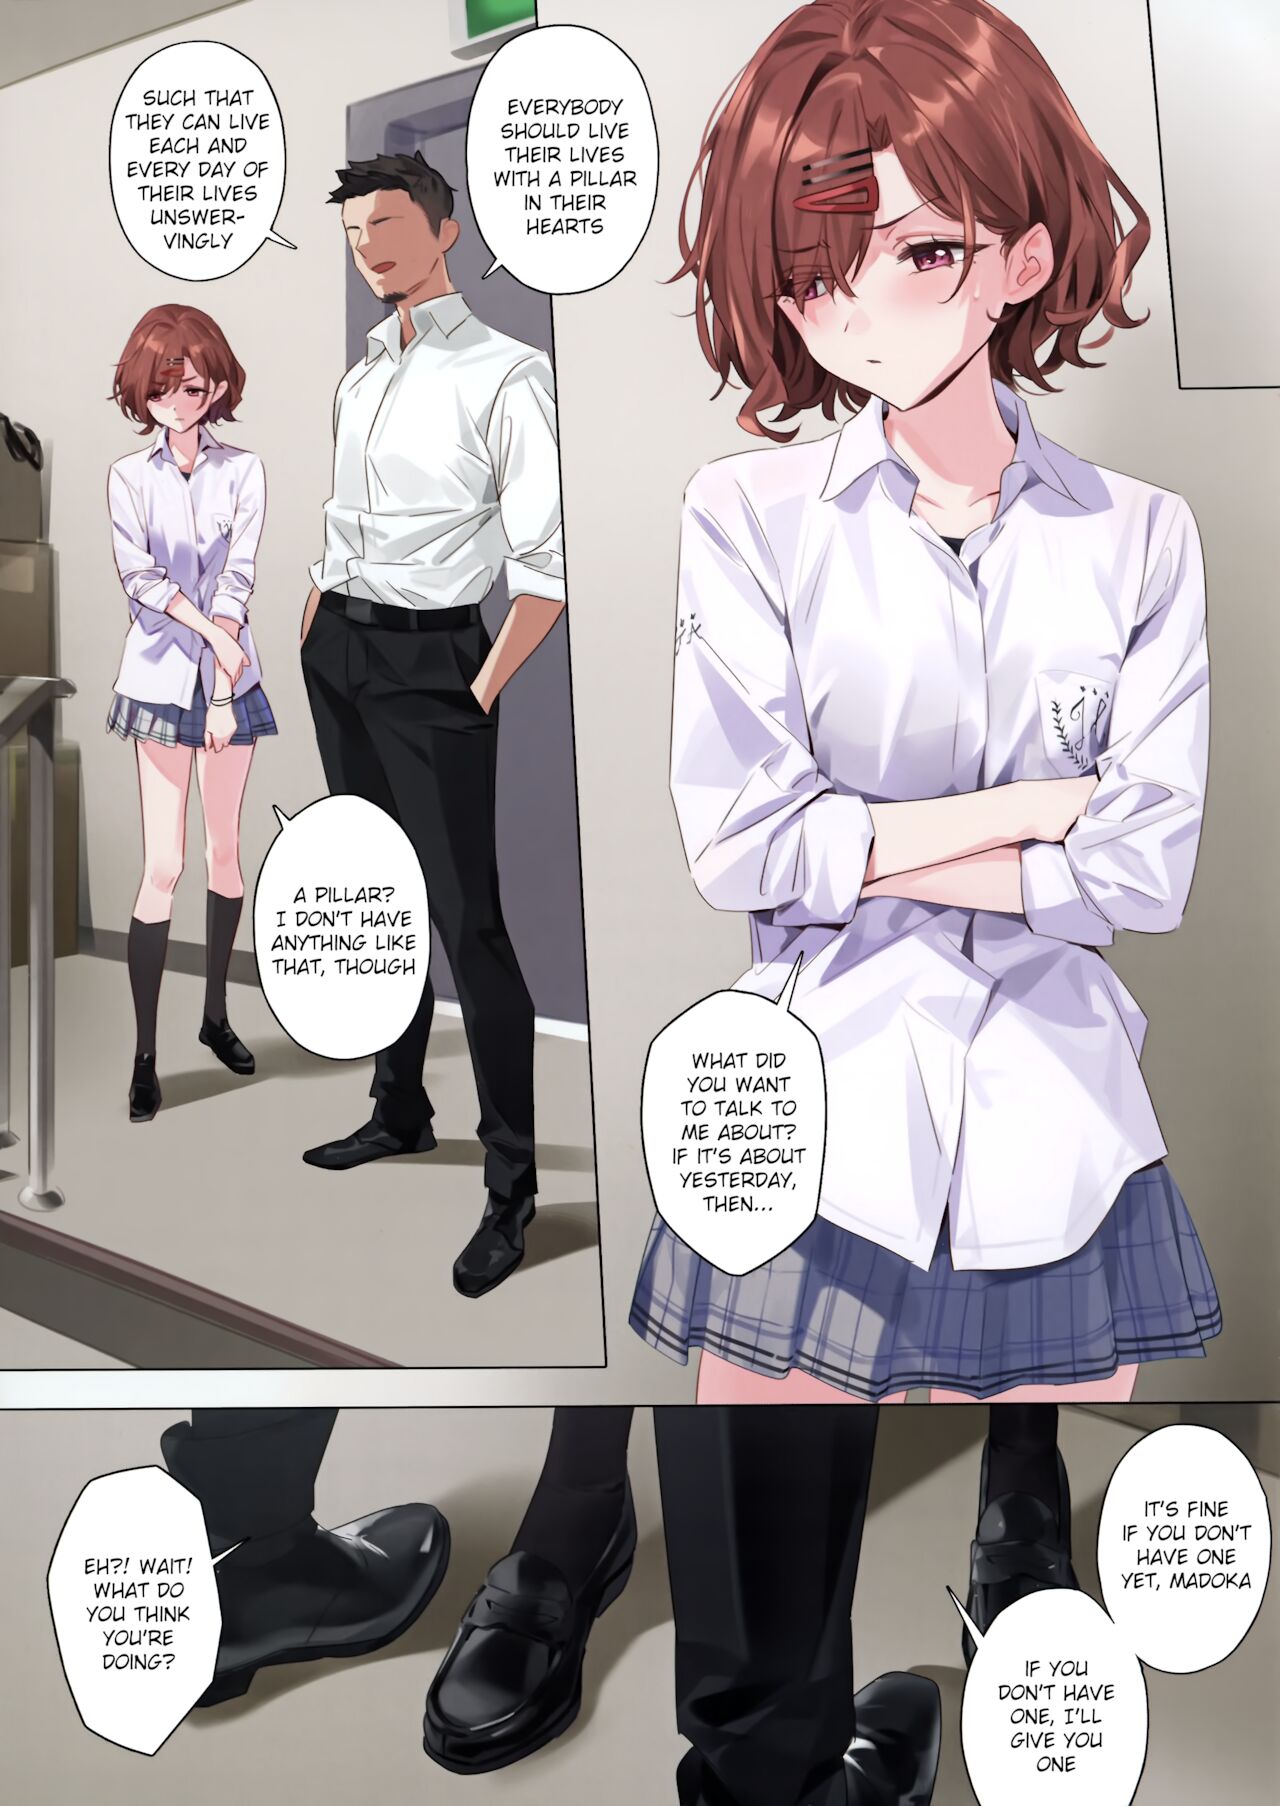 WHAT DID
YOU WANT
TO TALK TO
ME ABOUT?
IF IT'S ABOUT
YESTERDAY,
THEN...
EVERYBODY
SHOULD LIVE
THEIR LIVES
WITH A PILLAR
IN THEIR
HEARTS
SUCH THAT
THEY CAN LIVE
EACH AND
EVERY DAY OF
THEIR LIVES
UNSWER-
VINGLY
A PILLAR?
I DON'T HAVE
ANYTHING LIKE
THAT, THOUGH
IT'S FINE
IF YOU DON'T
HAVE ONE
YET, MADOKA
IF YOU
DON'T HAVE
ONE, I'LL
GIVE YOU
ONE
EH?! WAIT!
WHAT DO
YOU THINK
YOU'RE
DOING?